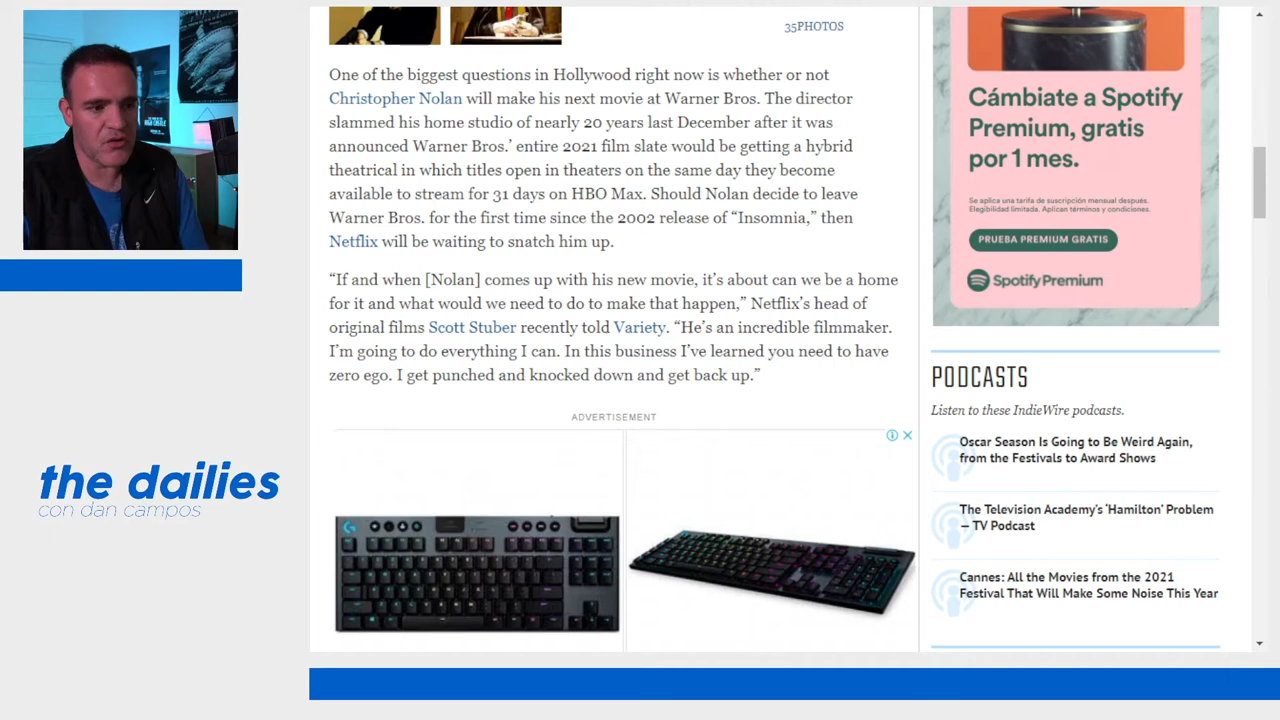 35PHOTOS
One of the biggest questions in Hollywood right now is whether or not
Christopher Nolan will make his next movie at Warner Bros. The director
slammed his home studio of nearly 20 years last December after it was
announced Warner Bros.’ entire 2021 film slate would be getting a hybrid
theatrical in which titles open in theaters on the same day they become
available to stream for 31 days on HBO Max. Should Nolan decide to leave
Warner Bros. for the first time since the 2002 release of “Insomnia,” then
Netflix will be waiting to snatch him up.
“If and when [Nolan] comes up with his new movie, it’s about can we be a home
for it and what would we need to do to make that happen,” Netflix’s head of
original films Scott Stuber recently told Variety. “He’s an incredible filmmaker.
I’m going to do everything I can. In this business I’ve learned you need to have
zero ego. I get punched and knocked down and get back up.”
ADVERTISEMENT
Cámbiate a Spotify
Premium, gratis
por 1 mes.
Se aplica una tarifa de suscripción mensual después.
Elegibilidad limitada. Aplican términos y condiciones.
PRUEBA PREMIUM GRATIS
Spotify Premium
PODCASTS
Listen to these IndieWire podcasts.
Oscar Season Is Going to Be Weird Again,
from the Festivals to Award Shows
The Television Academy’s ‘Hamilton’ Problem
— TV Podcast
Cannes: All the Movies from the 2021
Festival That Will Make Some Noise This Year
the dailies
con dan campos